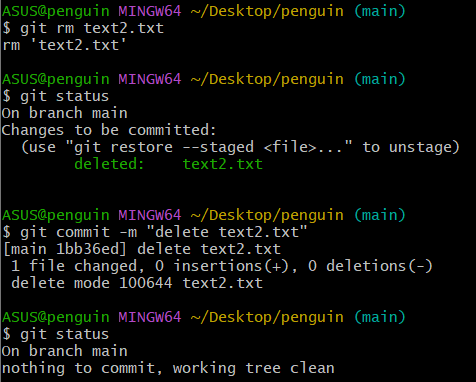 ASUS@penguin MINGW64 ~/Desktop/penguin (main)
$ git rm text2.txt
rm 'text2.txt'
ASUS@penguin MINGW64 ~/Desktop/penguin (main)
$ git status
On branch main
Changes to be committed:
  (use "git restore --staged <file>..." to unstage)
        deleted:    text2.txt
ASUS@penguin MINGW64 ~/Desktop/penguin (main)
$ git commit -m "delete text2.txt"
[main 1bb36ed] delete text2.txt
 1 file changed, 0 insertions(+), 0 deletions(-)
 delete mode 100644 text2.txt
ASUS@penguin MINGW64 ~/Desktop/penguin (main)
$ git status
On branch main
nothing to commit, working tree clean